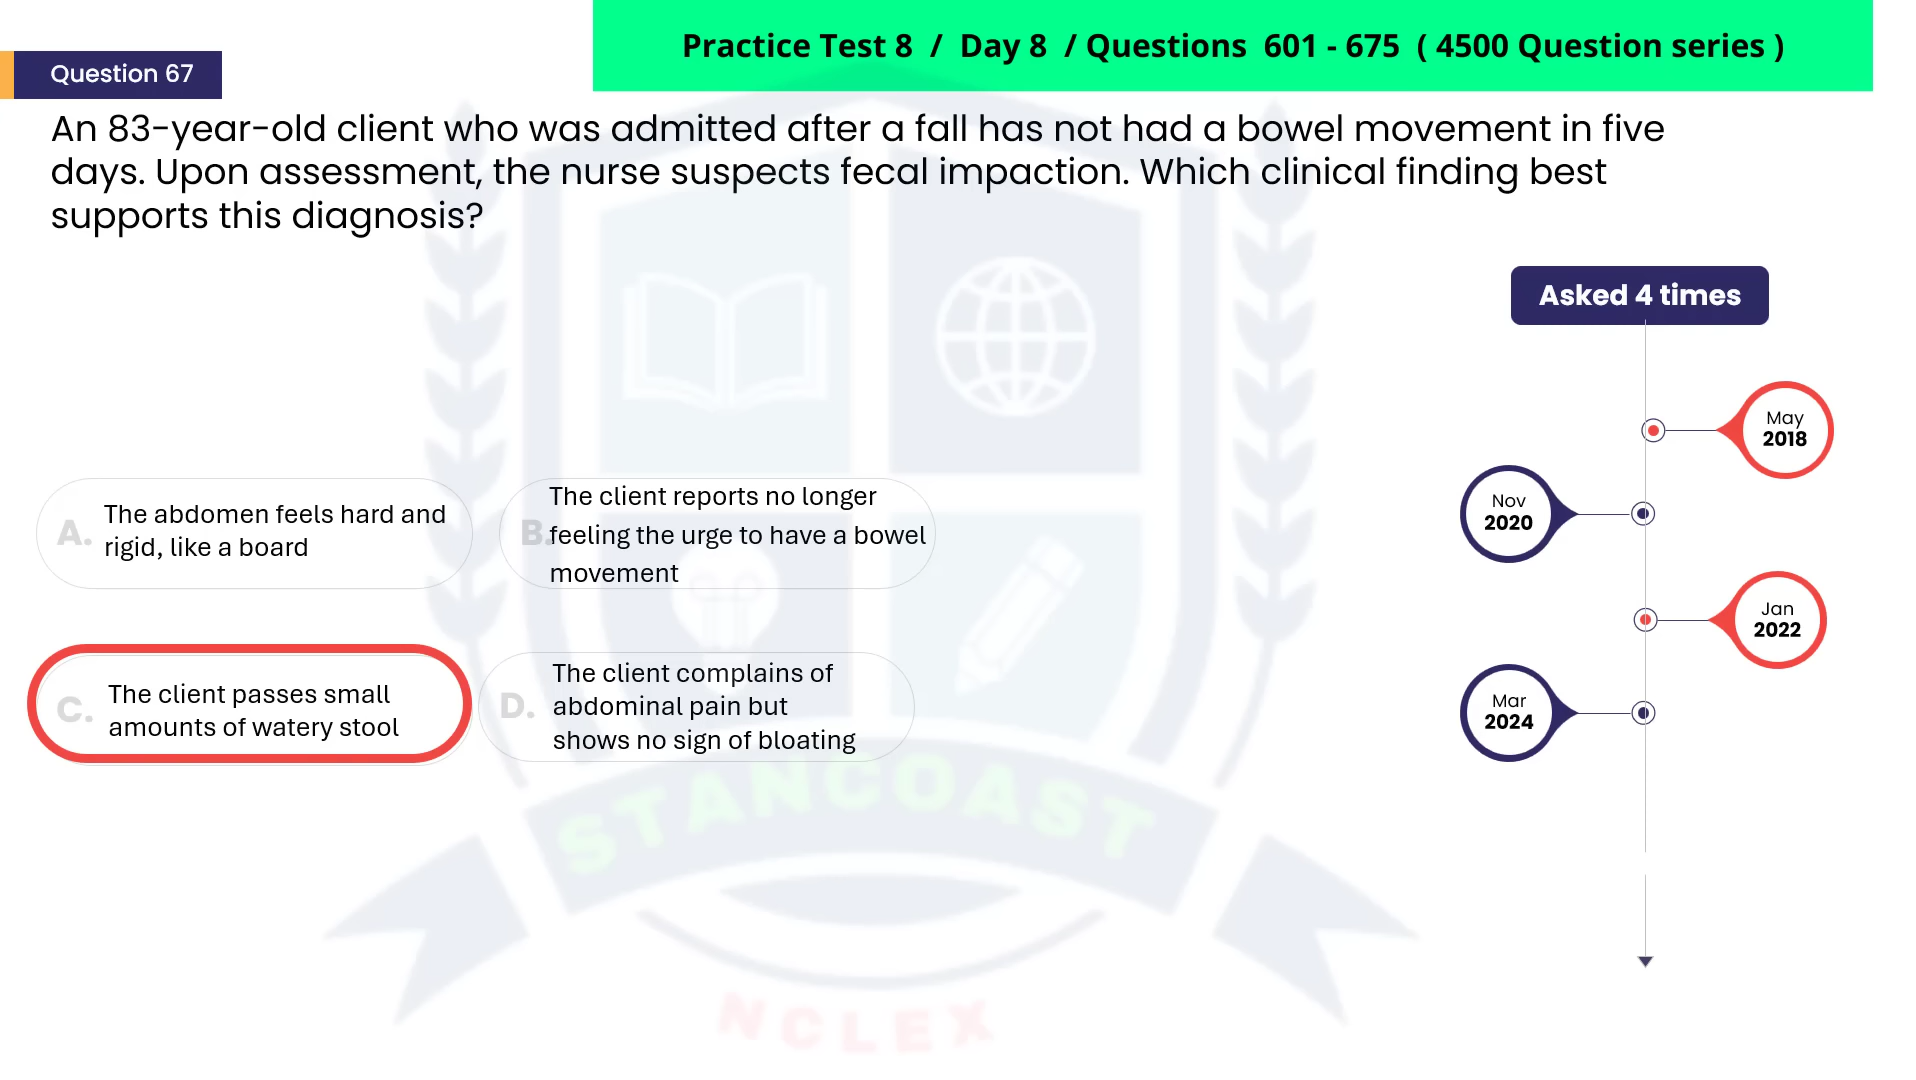 Practice Test 8 / Day 8 / Questions 601 - 675 ( 4500 Question series )
Question 67
An 83-year-old client who was admitted after a fall has not had a bowel movement in five
days. Upon assessment, the nurse suspects fecal impaction. Which clinical finding best
supports this diagnosis?
Asked 4 times
May
2018
Nov
2020
Jan
2022
Mar
2024
A.
The abdomen feels hard and
rigid, like a board
B.
The client reports no longer
feeling the urge to have a bowel
movement
C.
The client passes small
amounts of watery stool
D.
The client complains of
abdominal pain but
shows no sign of bloating
STANCOAST
NCLEX